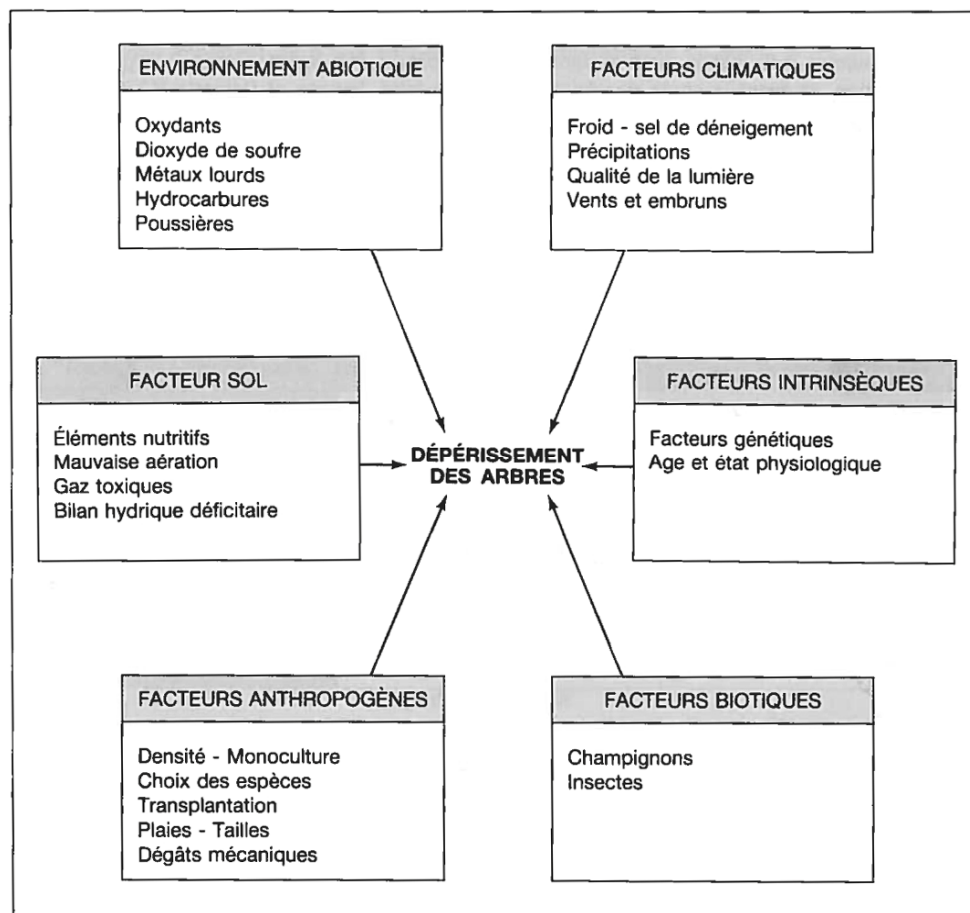 ENVIRONNEMENT ABIOTIQUE
Oxydants
Dioxyde de soufre
Métaux lourds
Hydrocarbures
Poussières
FACTEURS CLIMATIQUES
Froid - sel de déneigement
Précipitations
Qualité de la lumière
Vents et embruns
FACTEUR SOL
Éléments nutritifs
Mauvaise aération
Gaz toxiques
Bilan hydrique déficitaire
DÉPÉRISSEMENT
DES ARBRES
FACTEURS INTRINSÈQUES
Facteurs génétiques
Age et état physiologique
FACTEURS ANTHROPOGÈNES
Densité - Monoculture
Choix des espèces
Transplantation
Plaies - Tailles
Dégâts mécaniques
FACTEURS BIOTIQUES
Champignons
Insectes